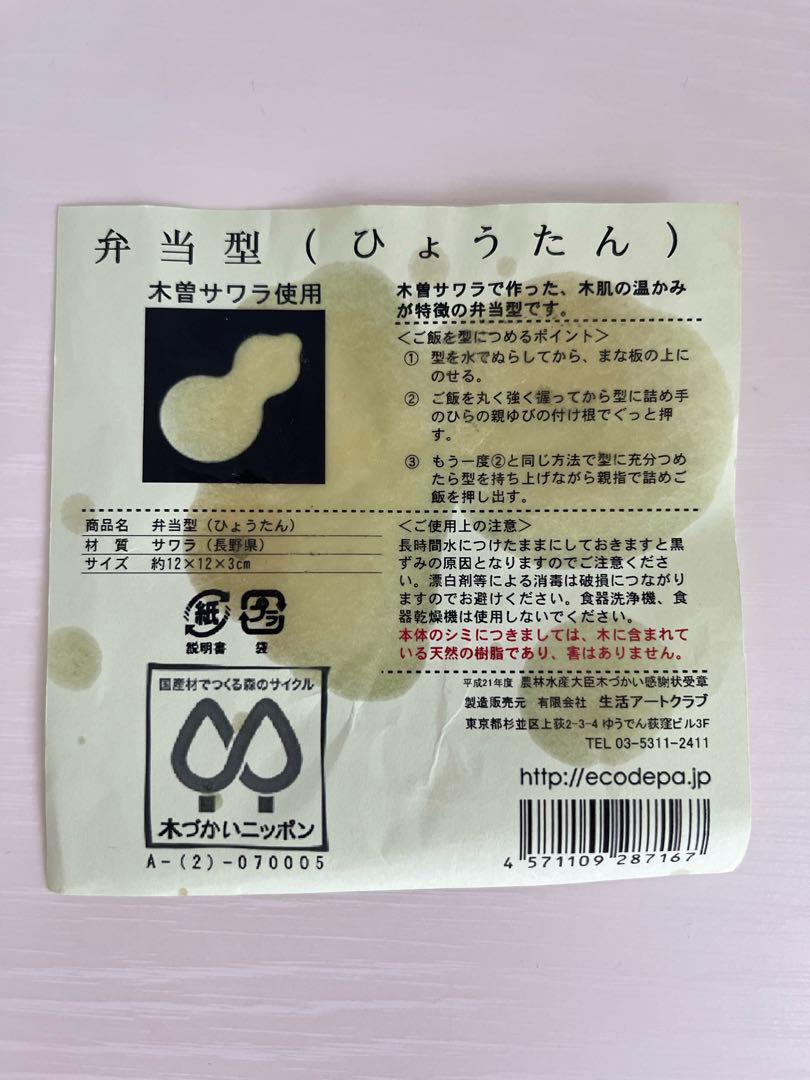 弁当型(ひょうたん)
木曽サワラ使用
木曽サワラで作った、木肌の温かみ
が特徴の弁当型です。
＜ご飯を型につめるポイント＞
① 型を水でぬらしてから、まな板の上に
のせる。
② ご飯を丸く強く握ってから型に詰め手
のひらの親ゆびの付け根でぐっと押
す。
③ もう一度②と同じ方法で型に充分つめ
たら型を持ち上げながら親指で詰めご
飯を押し出す。
商品名 弁当型（ひょうたん）
材 質 サワラ（長野県）
サイズ 約12×12×3cm
紙 プラ
説明書 袋
＜ご使用上の注意＞
長時間水につけたままにしておきますと黒
ずみの原因となりますのでご注意くださ
い。漂白剤等による消毒は破損につながり
ますのでお避けください。食器洗浄機、食
器乾燥機は使用しないでください。
本体のシミにつきましては、木に含まれて
いる天然の樹脂であり、害はありません。
国産材でつくる森のサイクル
木づかいニッポン
A-(2)-070005
平成21年度 農林水産大臣木づかい感謝状受章
製造販売元 有限会社 生活アートクラブ
東京都杉並区上荻2-3-4 ゆうでん荻窪ビル3F
TEL 03-5311-2411
http://ecodepa.jp
4 571109 287167